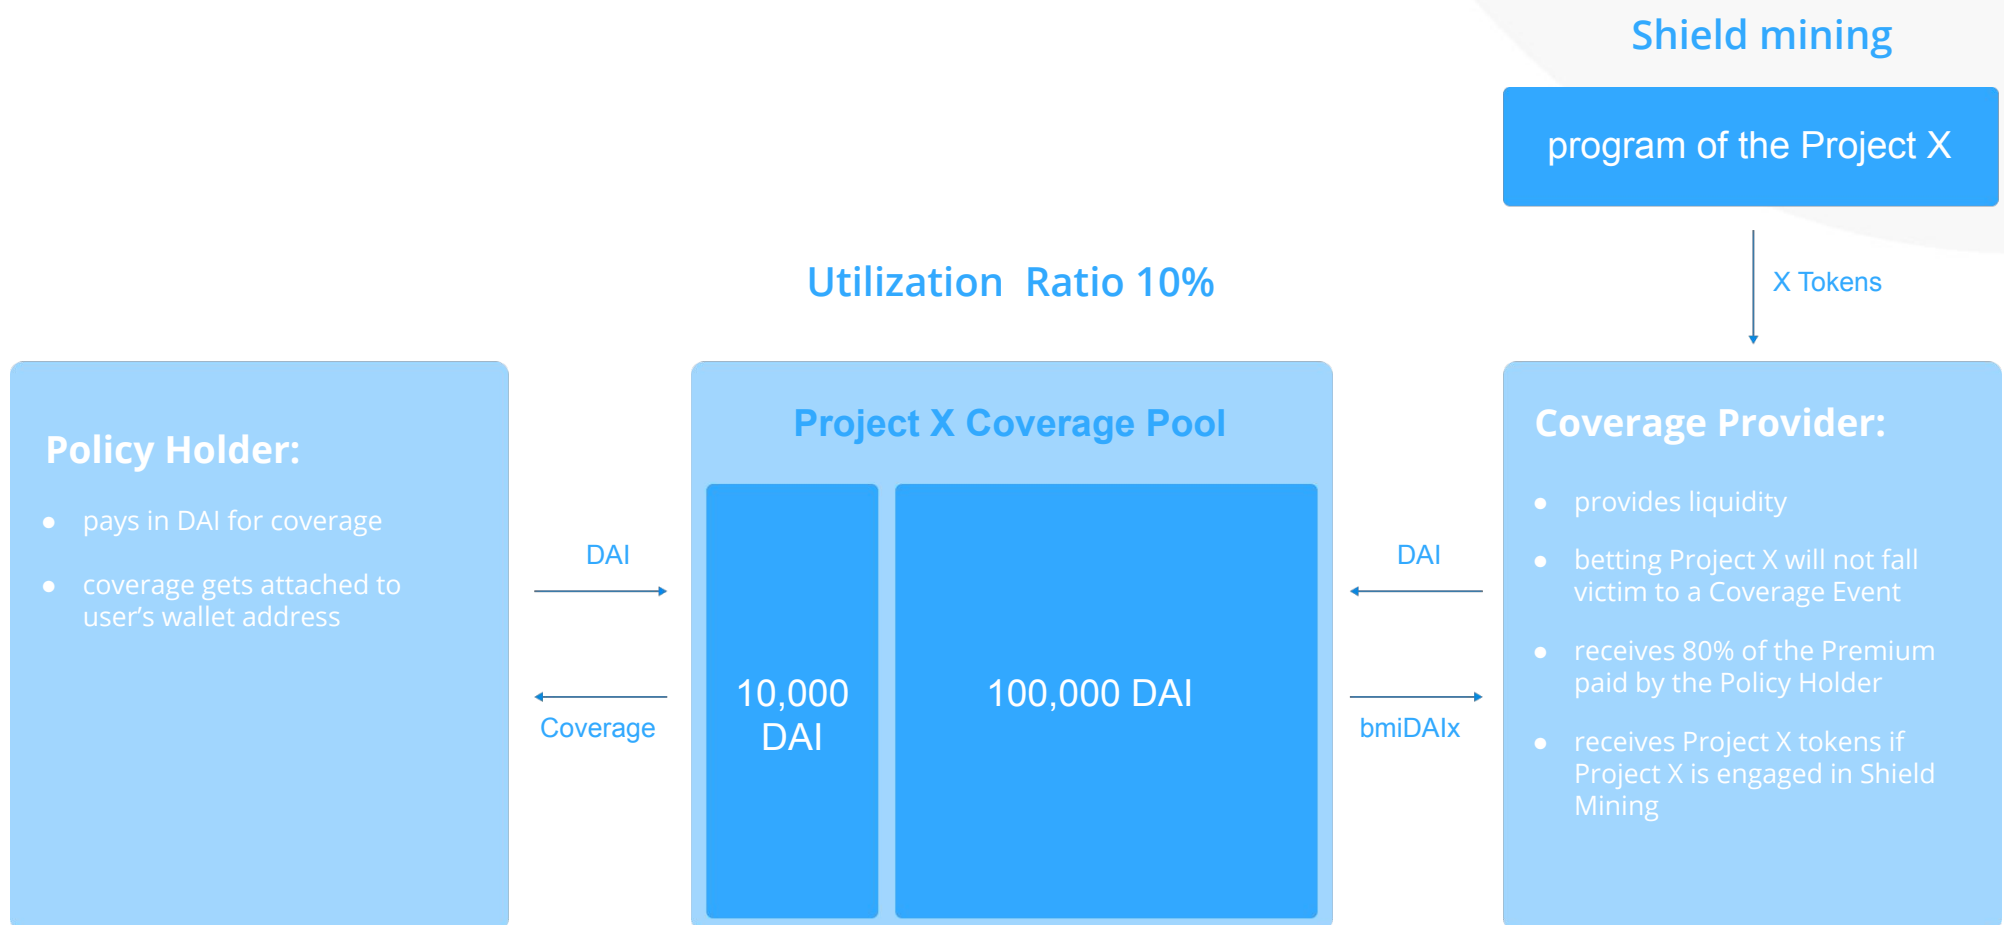 Shield mining
program of the Project X
X Tokens
Utilization Ratio 10%
Policy Holder:
● pays in DAI for coverage
● coverage gets attached to
user’s wallet address
DAI
Coverage
Project X Coverage Pool
10,000
DAI
100,000 DAI
DAI
bmiDAIx
Coverage Provider:
● provides liquidity
● betting Project X will not fall
victim to a Coverage Event
● receives 80% of the Premium
paid by the Policy Holder
● receives Project X tokens if
Project X is engaged in Shield
Mining